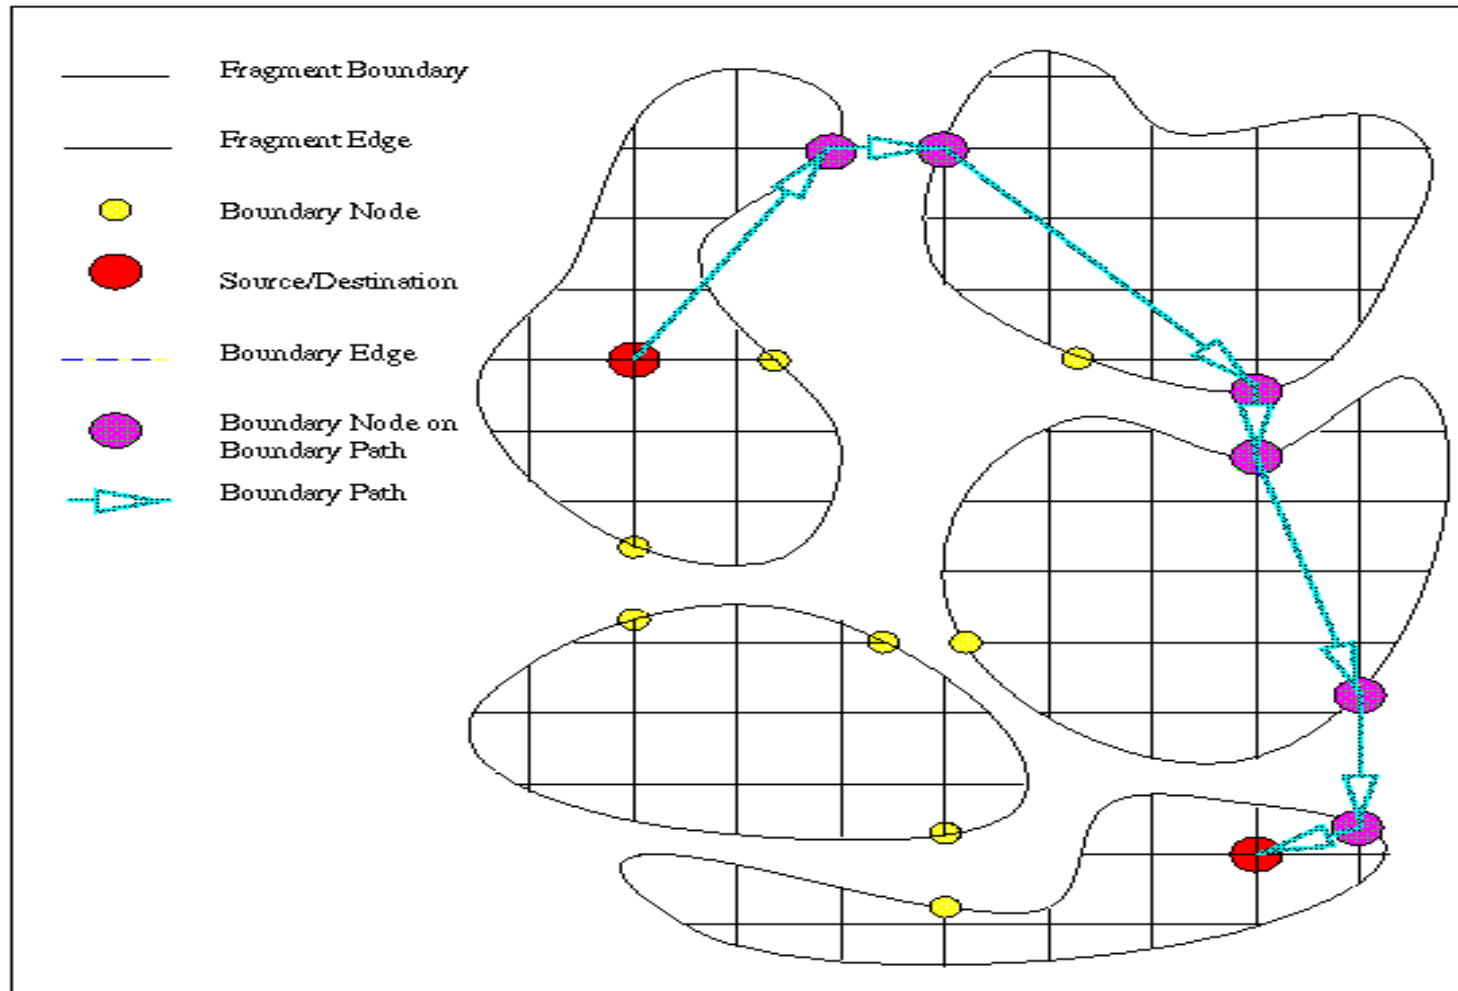 Fragment Boundary
Fragment Edge
Boundary Node
Source/Destination
Boundary Edge
Boundary Node on
Boundary Path
Boundary Path